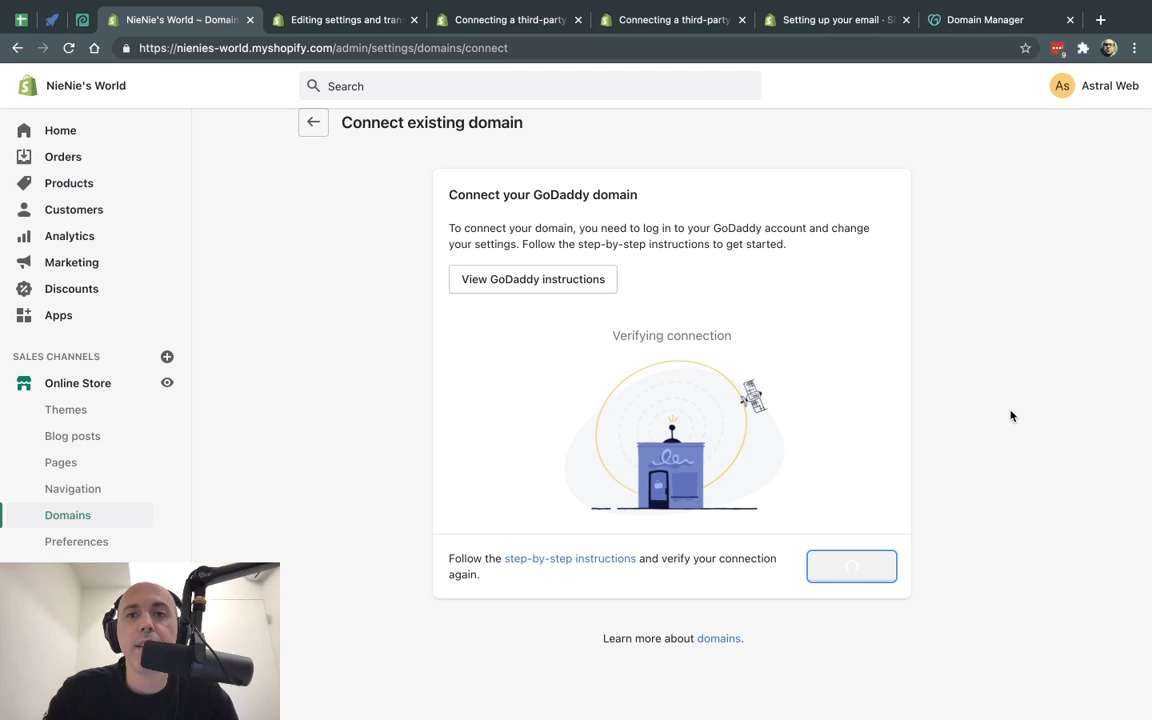 NieNie's World ~ Domain
Editing settings and tran
Connecting a third-party
Connecting a third-party
Setting up your email · S
Domain Manager
https://nienies-world.myshopify.com/admin/settings/domains/connect
9
NieNie's World
Search
As
Astral Web
Home
Orders
Products
Customers
Analytics
Marketing
Discounts
Apps
SALES CHANNELS
Online Store
Themes
Blog posts
Pages
Navigation
Domains
Preferences
Connect existing domain
Connect your GoDaddy domain
To connect your domain, you need to log in to your GoDaddy account and change
your settings. Follow the step-by-step instructions to get started.
View GoDaddy instructions
Verifying connection
Follow the step-by-step instructions and verify your connection
again.
Learn more about domains.